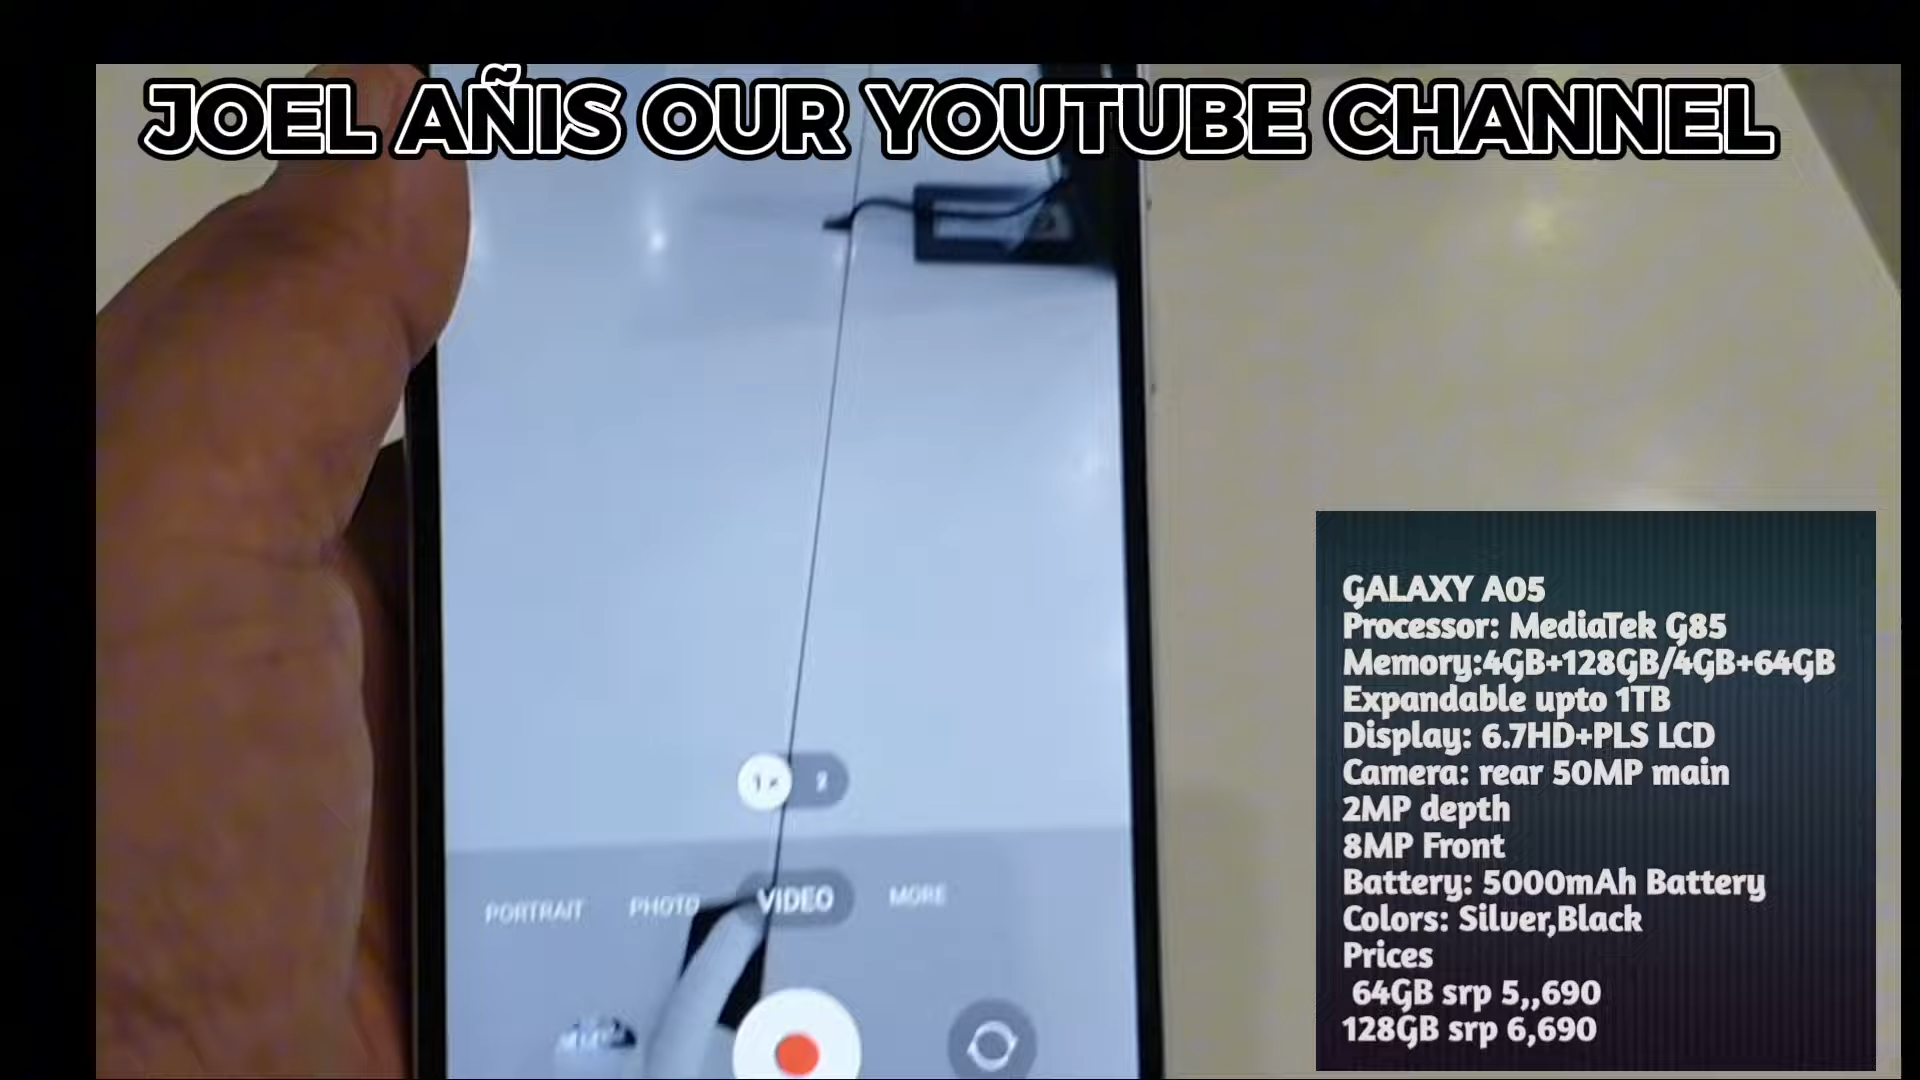 JOEL AÑIS OUR YOUTUBE CHANNEL
1x 2
PORTRAIT PHOTO VIDEO MORE
GALAXY A05
Processor: MediaTek G85
Memory:4GB+128GB/4GB+64GB
Expandable upto 1TB
Display: 6.7HD+PLS LCD
Camera: rear 50MP main
2MP depth
8MP Front
Battery: 5000mAh Battery
Colors: Silver,Black
Prices
64GB srp 5,,690
128GB srp 6,690